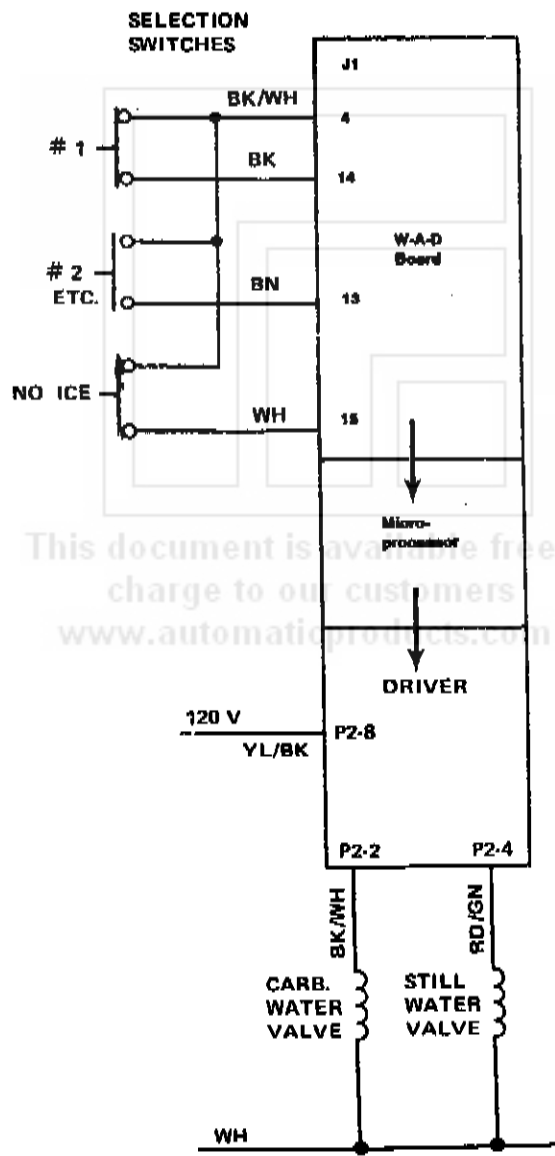 SELECTION
SWITCHES
J1
BK/WH
4
# 1
BK
14
W-A-D
Board
# 2
ETC.
BN
13
NO ICE
WH
15
Micro-
processor
This document is available free
charge to our customers
www.automaticproducts.com
DRIVER
120 V
YL/BK
P2-8
P2-2
P2-4
BK/WH
RD/GN
CARB.
WATER
VALVE
STILL
WATER
VALVE
WH